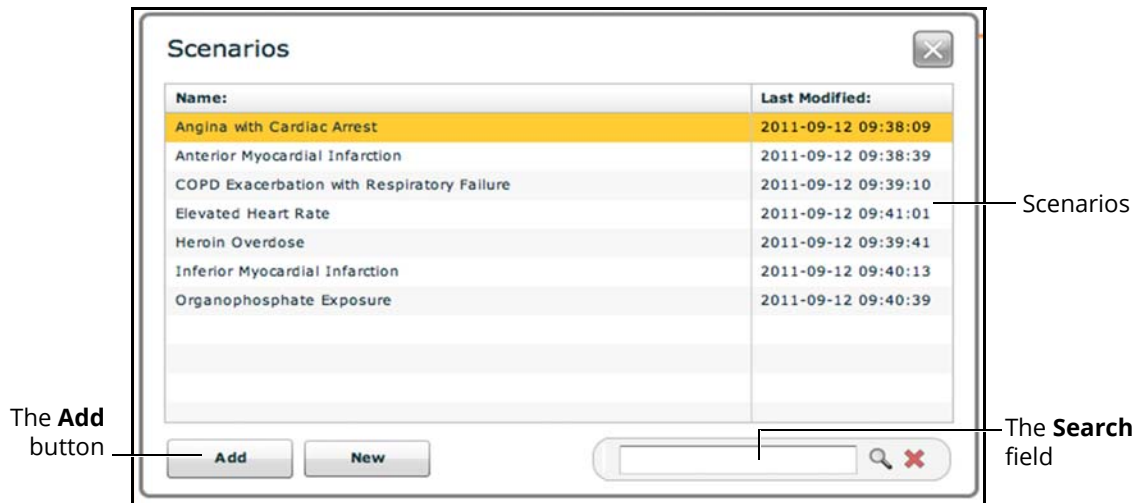 Scenarios
Name: Last Modified:
Angina with Cardiac Arrest 2011-09-12 09:38:09
Anterior Myocardial Infarction 2011-09-12 09:38:39
COPD Exacerbation with Respiratory Failure 2011-09-12 09:39:10
Elevated Heart Rate 2011-09-12 09:41:01
Scenarios
Heroin Overdose 2011-09-12 09:39:41
Inferior Myocardial Infarction 2011-09-12 09:40:13
Organophosphate Exposure 2011-09-12 09:40:39
The Add
button
Add New
The Search
field